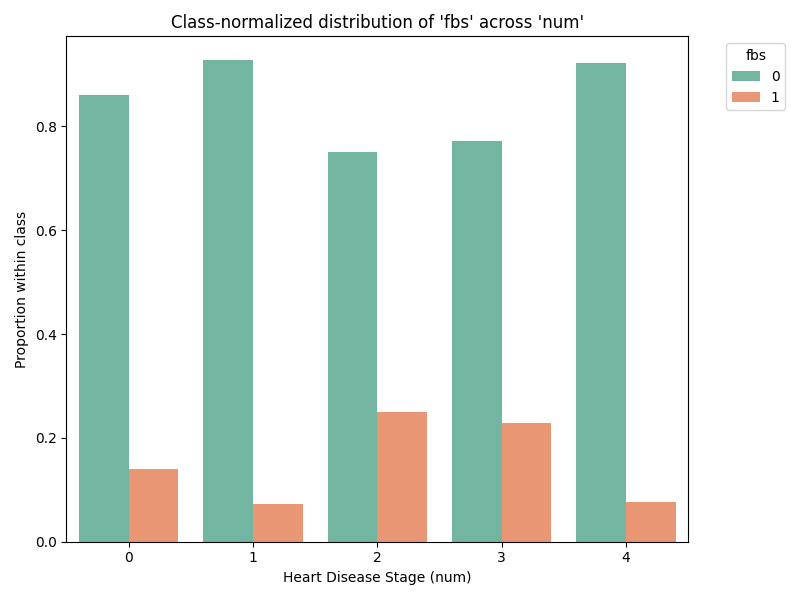 Class-normalized distribution of 'fbs' across 'num'
fbs
0
1
Proportion within class
0.8
0.6
0.4
0.2
0.0
0 1 2 3 4
Heart Disease Stage (num)